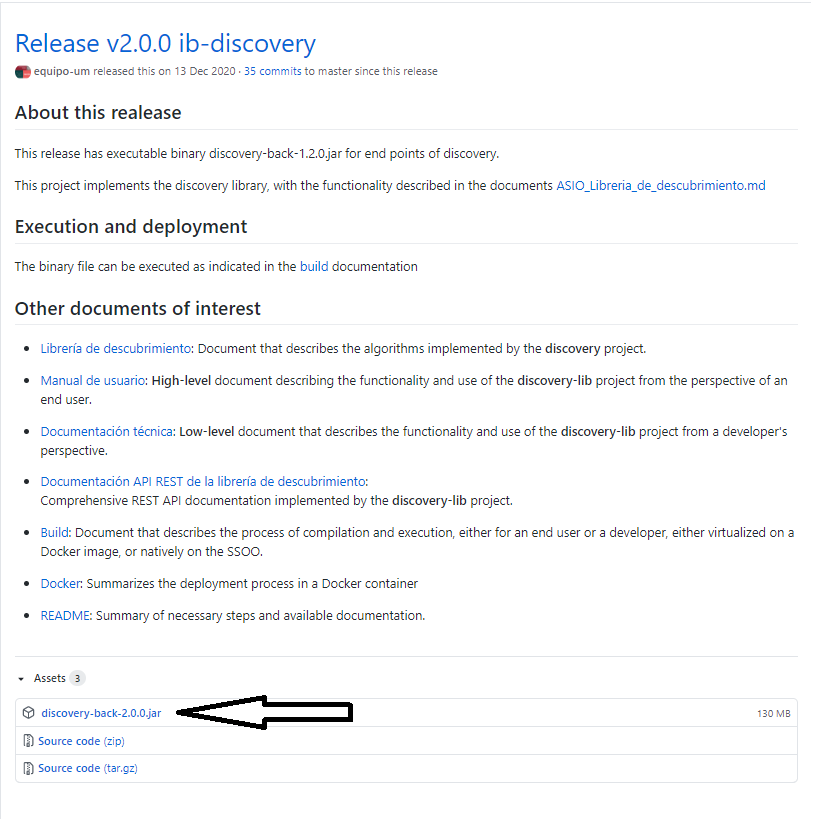 Release v2.0.0 ib-discovery
equipo-um released this on 13 Dec 2020 · 35 commits to master since this release
About this realease
This release has executable binary discovery-back-1.2.0.jar for end points of discovery.
This project implements the discovery library, with the functionality described in the documents ASIO_Libreria_de_descubrimiento.md
Execution and deployment
The binary file can be executed as indicated in the build documentation
Other documents of interest
• Librería de descubrimiento: Document that describes the algorithms implemented by the discovery project.
• Manual de usuario: High-level document describing the functionality and use of the discovery-lib project from the perspective of an
end user.
• Documentación técnica: Low-level document that describes the functionality and use of the discovery-lib project from a developer's
perspective.
• Documentación API REST de la librería de descubrimiento:
Comprehensive REST API documentation implemented by the discovery-lib project.
• Build: Document that describes the process of compilation and execution, either for an end user or a developer, either virtualized on a
Docker image, or natively on the SSOO.
• Docker: Summarizes the deployment process in a Docker container
• README: Summary of necessary steps and available documentation.
Assets 3
discovery-back-2.0.0.jar 130 MB
Source code (zip)
Source code (tar.gz)